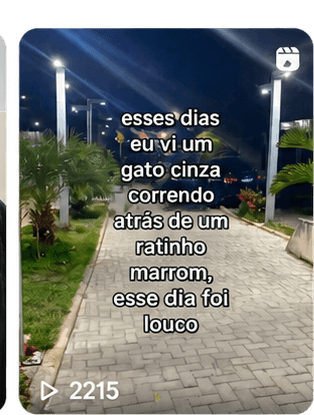 esses dias
eu vi um
gato cinza
correndo
atrás de um
ratinho
marrom,
esse dia foi
louco
2215